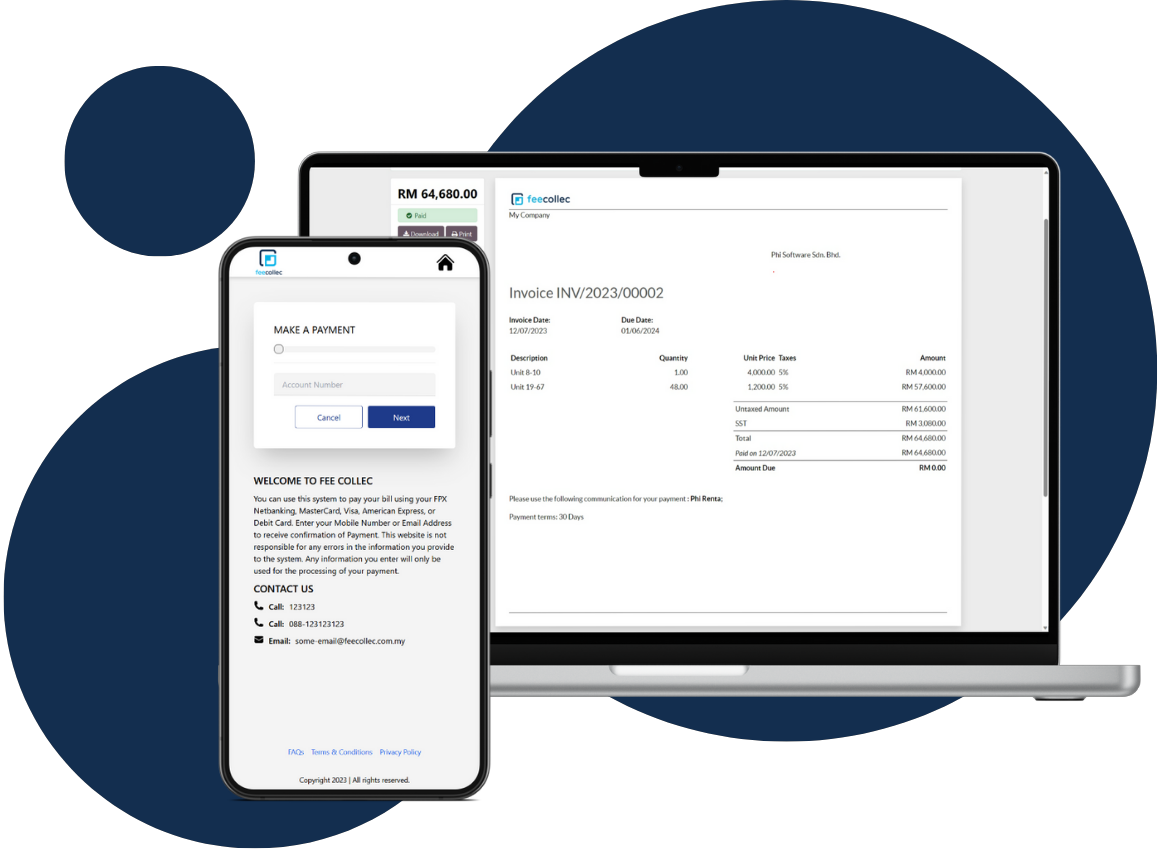 RM 64,680.00
Paid
Download Print
feecollec
My Company
Phi Software Sdn. Bhd.
Invoice INV/2023/00002
Invoice Date: Due Date:
12/07/2023 01/06/2024
Description Quantity Unit Price Taxes Amount
Unit 8-10 1.00 4,000.00 5% RM 4,000.00
Unit 19-67 48.00 1,200.00 5% RM 57,600.00
Untaxed Amount RM 61,600.00
SST RM 3,080.00
Total RM 64,680.00
Paid on 12/07/2023 RM 64,680.00
Amount Due RM 0.00
Please use the following communication for your payment : Phi Renta;
Payment terms: 30 Days
feecollec
MAKE A PAYMENT
Account Number
Cancel Next
WELCOME TO FEE COLLEC
You can use this system to pay your bill using your FPX
Netbanking, MasterCard, Visa, American Express, or
Debit Card. Enter your Mobile Number or Email Address
to receive confirmation of Payment. This website is not
responsible for any errors in the information you provide
to the system. Any information you enter will only be
used for the processing of your payment.
CONTACT US
Call: 123123
Call: 088-123123123
Email: some-email@feecollec.com.my
FAQs Terms & Conditions Privacy Policy
Copyright 2023 | All rights reserved.